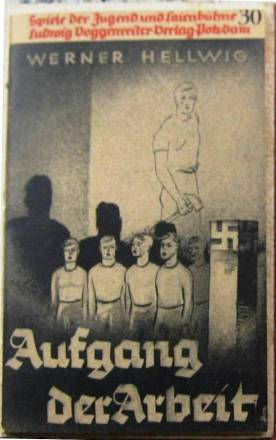 Spiele der Jugend und Laienbühne 30
Ludwig Voggenreiter Verlag Potsdam
WERNER HELLWIG
Aufgang
der Arbeit